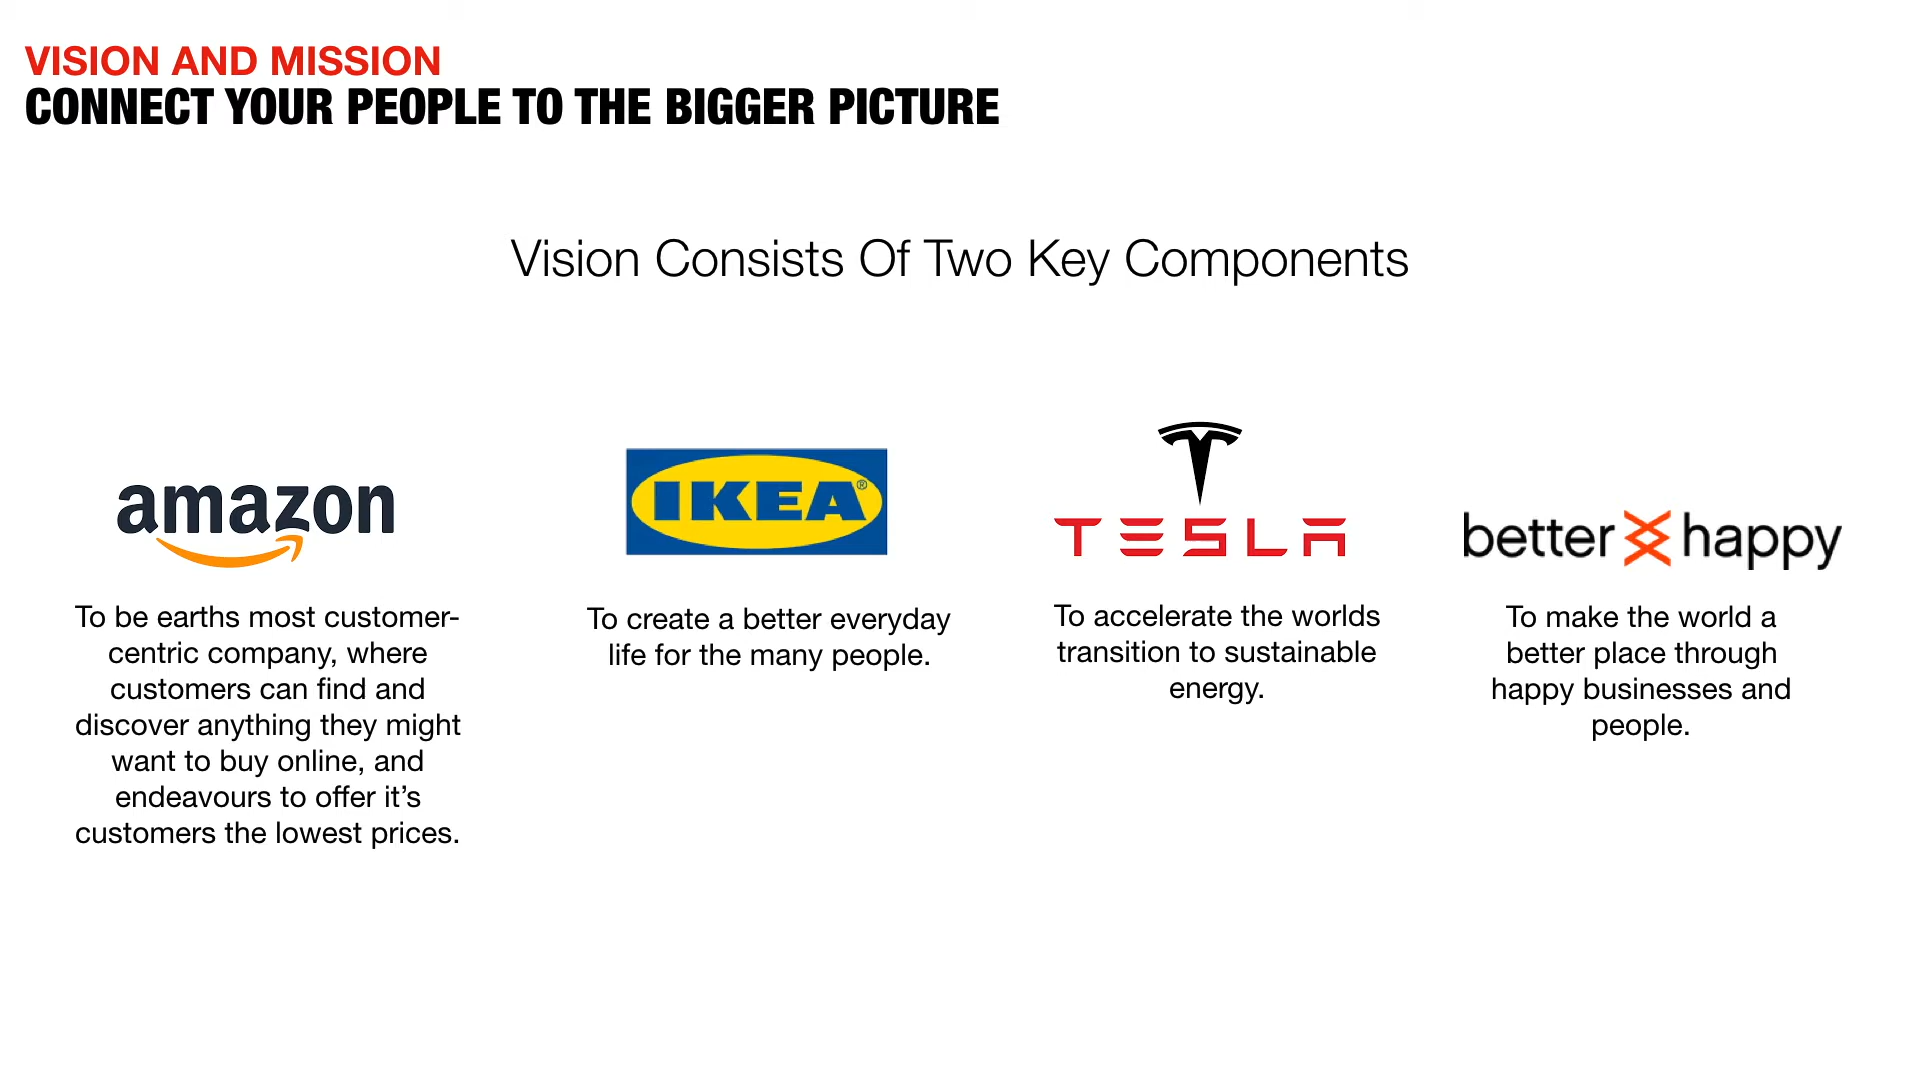 VISION AND MISSION
CONNECT YOUR PEOPLE TO THE BIGGER PICTURE
Vision Consists Of Two Key Components
amazon
To be earths most customer-
centric company, where
customers can find and
discover anything they might
want to buy online, and
endeavours to offer it’s
customers the lowest prices.
IKEA®
To create a better everyday
life for the many people.
TESLA
To accelerate the worlds
transition to sustainable
energy.
better happy
To make the world a
better place through
happy businesses and
people.